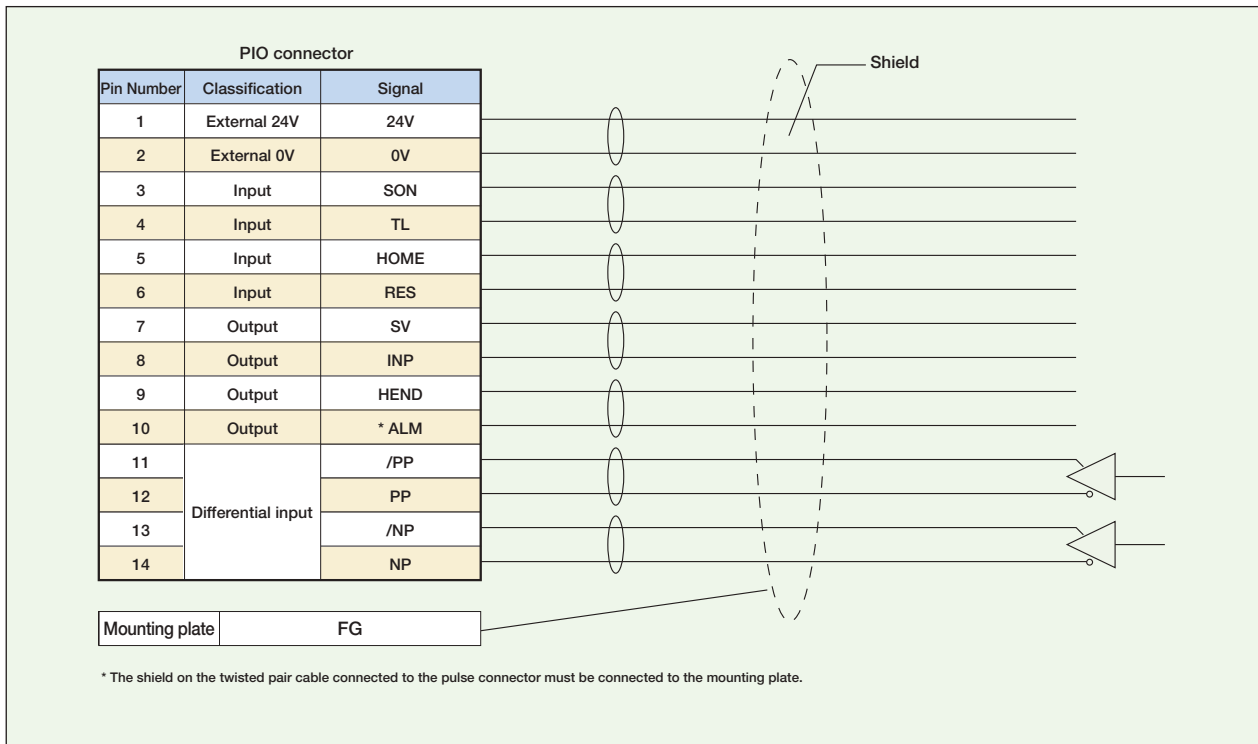 PIO connector
Shield
Pin Number Classification Signal
1 External 24V 24V
2 External 0V 0V
3 Input SON
4 Input TL
5 Input HOME
6 Input RES
7 Output SV
8 Output INP
9 Output HEND
10 Output * ALM
11 /PP
12 PP
Differential input
13 /NP
14 NP
Mounting plate FG
* The shield on the twisted pair cable connected to the pulse connector must be connected to the mounting plate.